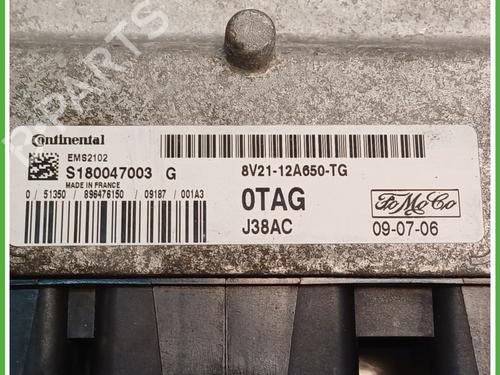 Continental
EMS2102
S180047003 G
MADE IN FRANCE
0 / 51350 / 896476150 / 09187 / 001A3
8V21-12A650-TG
0TAG
J38AC
FoMoCo
09-07-06